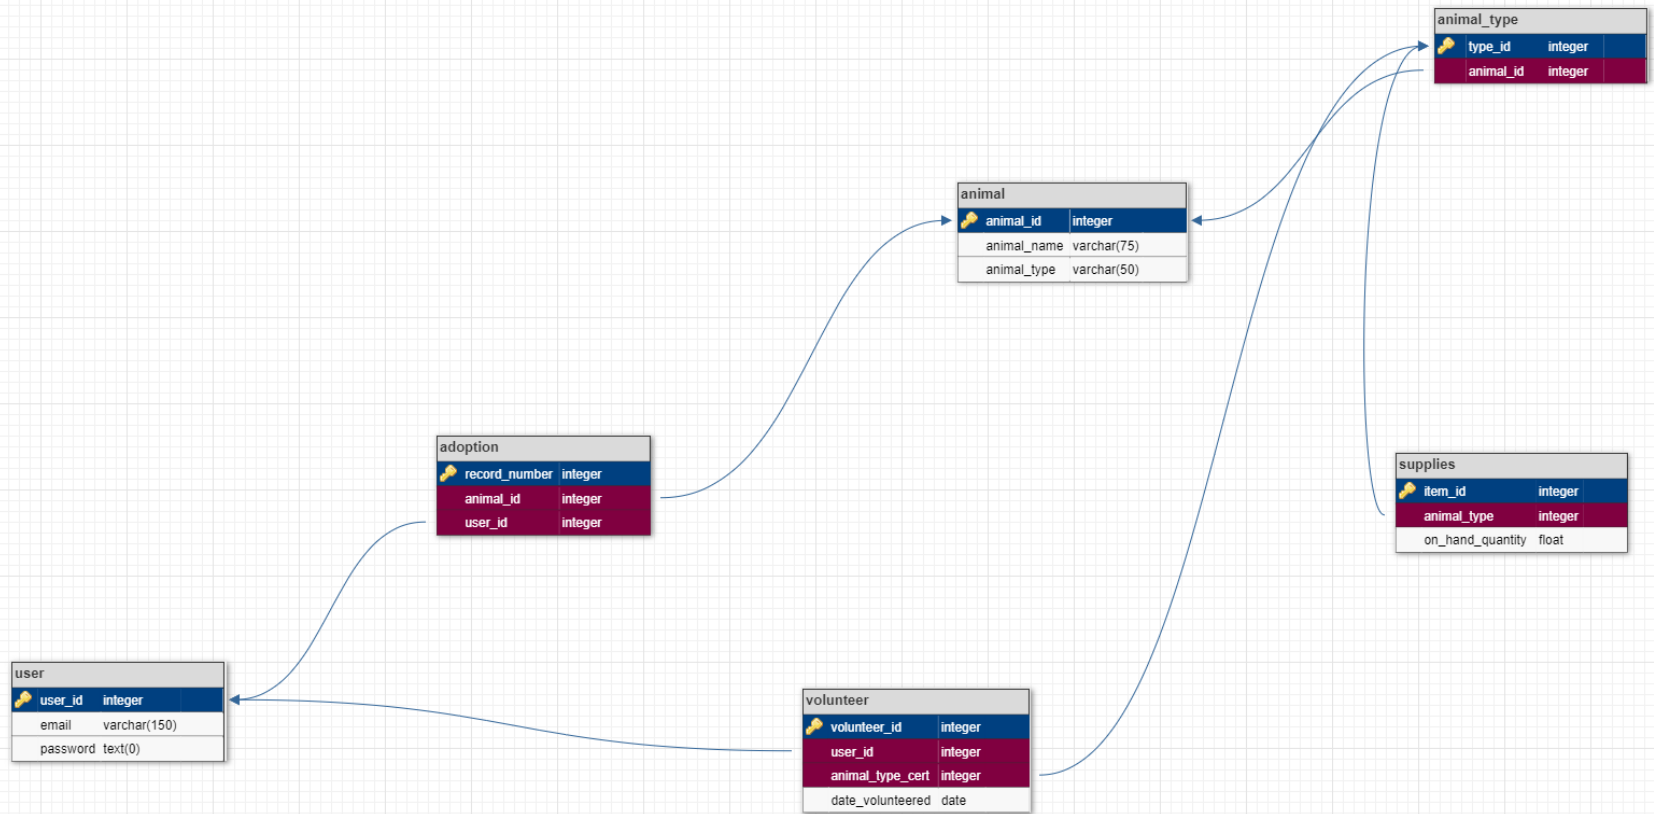 animal_type
type_id integer
animal_id integer
animal
animal_id integer
animal_name varchar(75)
animal_type varchar(50)
adoption
record_number integer
animal_id integer
user_id integer
supplies
item_id integer
animal_type integer
on_hand_quantity float
user
user_id integer
email varchar(150)
password text(0)
volunteer
volunteer_id integer
user_id integer
animal_type_cert integer
date_volunteered date